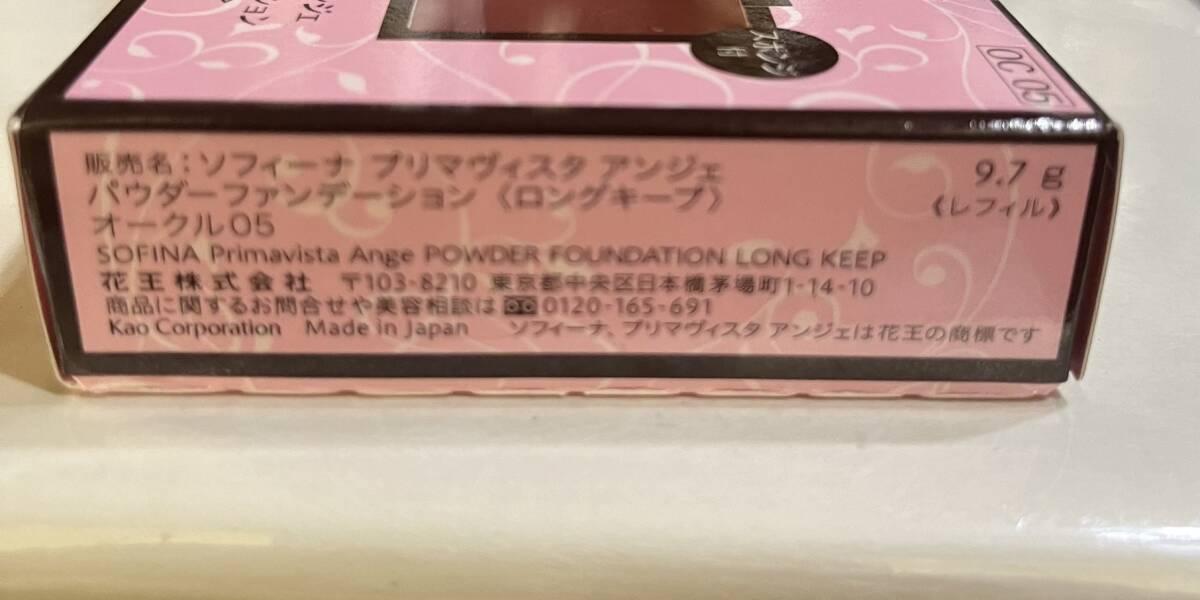 スポンジ
付
OC 05
販売名：ソフィーナ プリマヴィスタ アンジェ
パウダーファンデーション〈ロングキープ〉
オークル05
9.7 g
《レフィル》
SOFINA Primavista Ange POWDER FOUNDATION LONG KEEP
花王株式会社 〒103-8210 東京都中央区日本橋茅場町1-14-10
商品に関するお問合せや美容相談は 0120-165-691
Kao Corporation Made in Japan ソフィーナ、プリマヴィスタ アンジェは花王の商標です